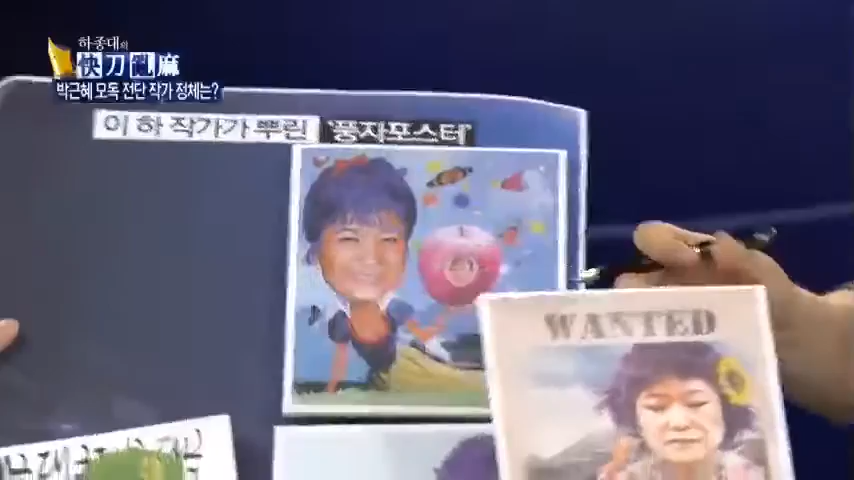 하종대의
快刀亂麻
박근혜 모독 전단 작가 정체는?
이 하 작가가 뿌린 '풍자포스터'
WANTED